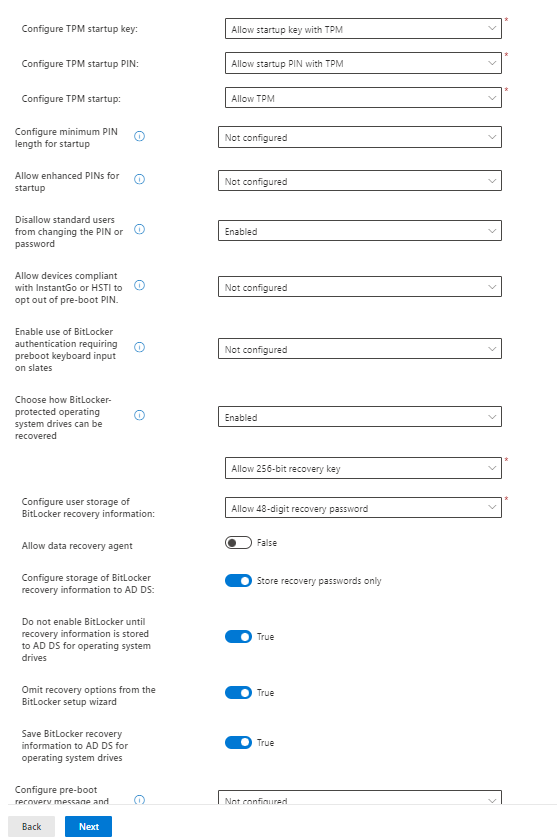 Configure TPM startup key:
Allow startup key with TPM
*
Configure TPM startup PIN:
Allow startup PIN with TPM
*
Configure TPM startup:
Allow TPM
*
Configure minimum PIN
length for startup
Not configured
Allow enhanced PINs for
startup
Not configured
Disallow standard users
from changing the PIN or
password
Enabled
Allow devices compliant
with InstantGo or HSTI to
opt out of pre-boot PIN.
Not configured
Enable use of BitLocker
authentication requiring
preboot keyboard input
on slates
Not configured
Choose how BitLocker-
protected operating
system drives can be
recovered
Enabled
Allow 256-bit recovery key
*
Configure user storage of
BitLocker recovery information:
Allow 48-digit recovery password
*
Allow data recovery agent
False
Configure storage of BitLocker
recovery information to AD DS:
Store recovery passwords only
Do not enable BitLocker until
recovery information is stored
to AD DS for operating system
drives
True
Omit recovery options from the
BitLocker setup wizard
True
Save BitLocker recovery
information to AD DS for
operating system drives
True
Configure pre-boot
recovery message and
Not configured
Back
Next